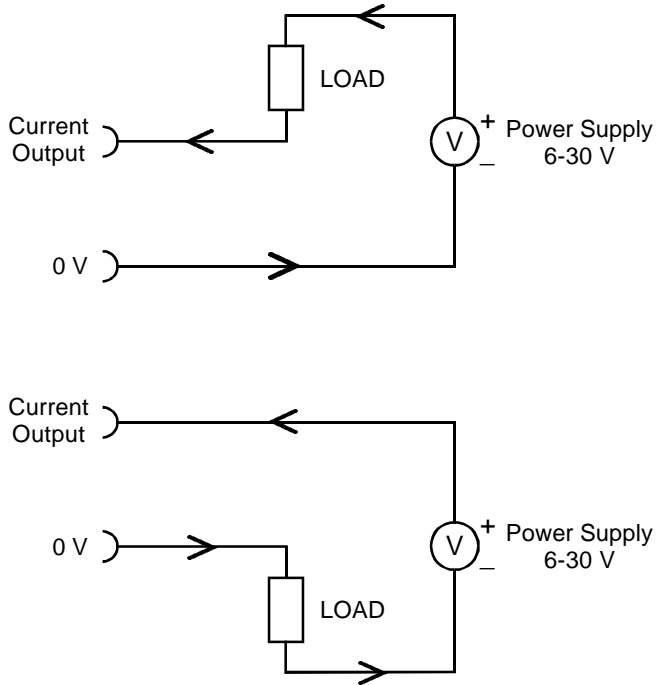 LOAD
Current
Output
V
+
–
Power Supply
6-30 V
0 V
Current
Output
V
+
–
Power Supply
6-30 V
0 V
LOAD